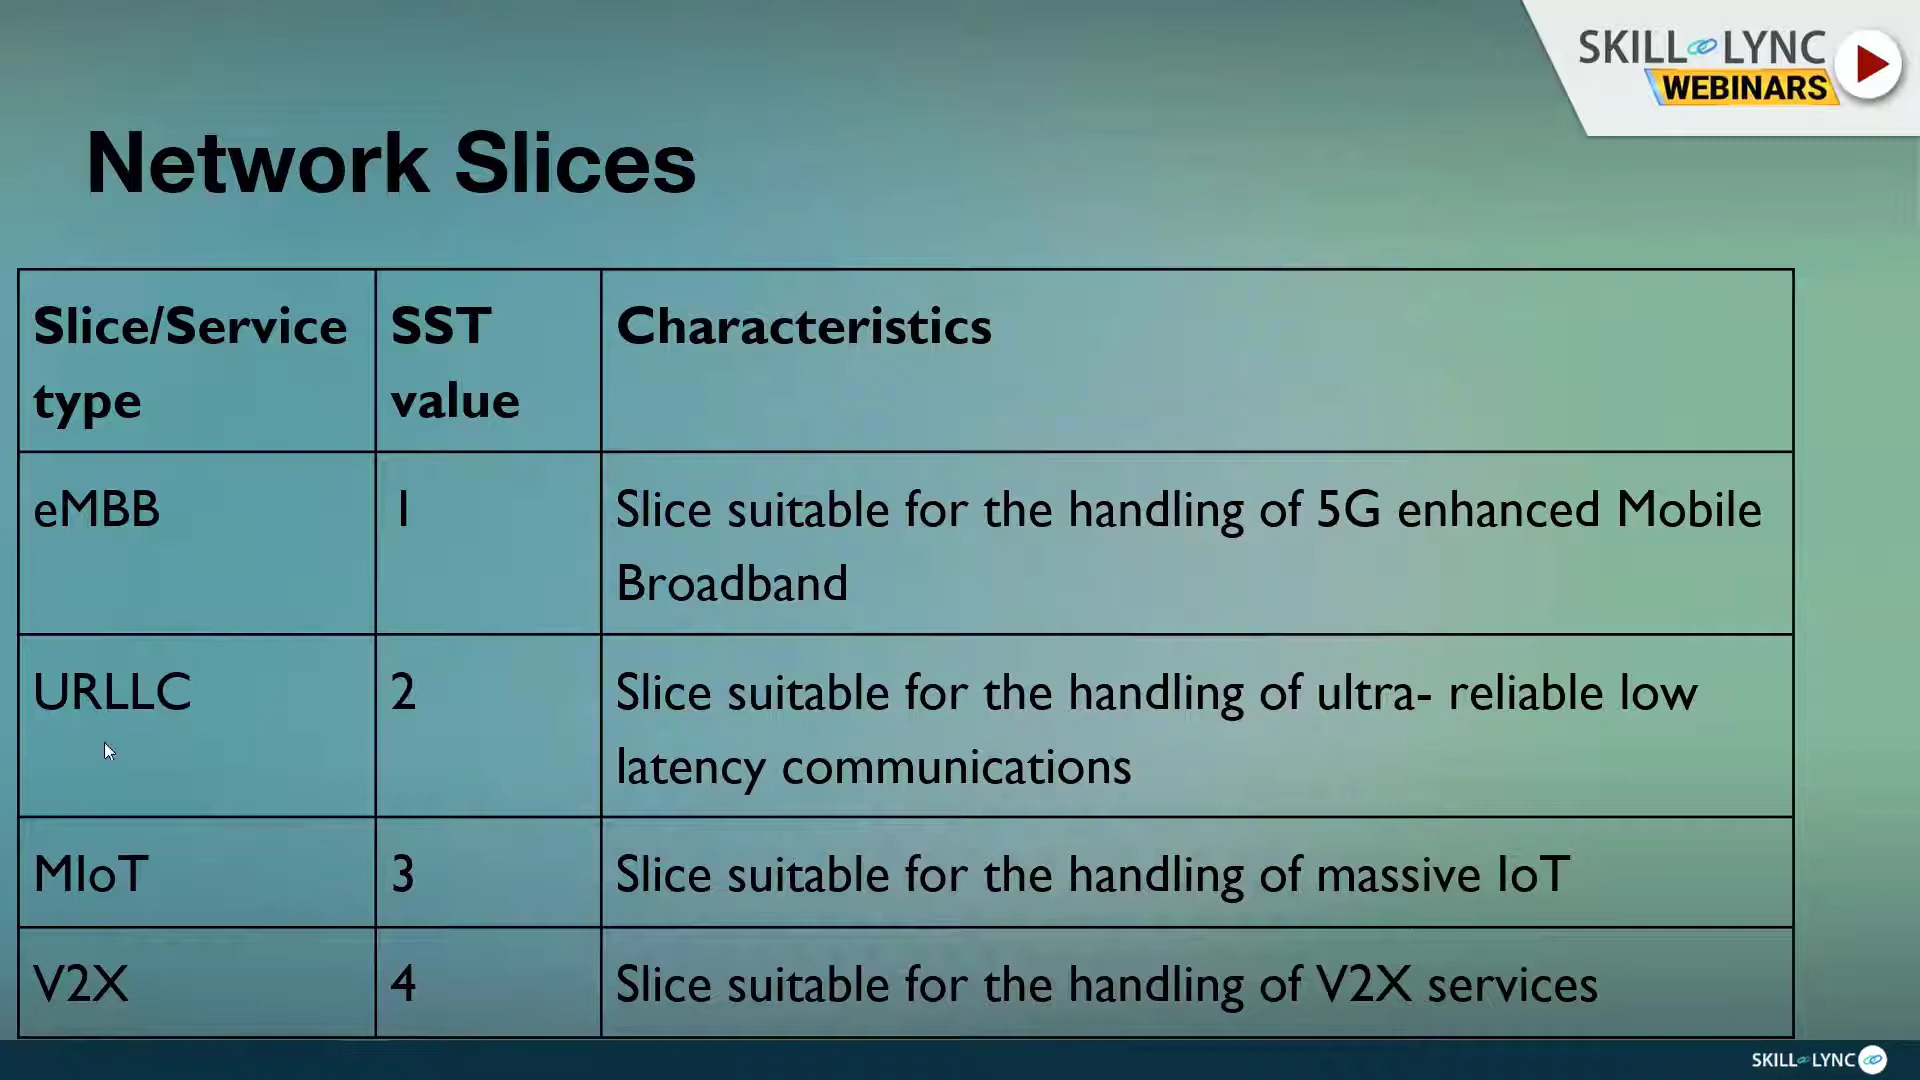 SKILL LYNC
WEBINARS
Network Slices
Slice/Service
type
SST
value
Characteristics
eMBB
1
Slice suitable for the handling of 5G enhanced Mobile
Broadband
URLLC
2
Slice suitable for the handling of ultra- reliable low
latency communications
MIoT
3
Slice suitable for the handling of massive IoT
V2X
4
Slice suitable for the handling of V2X services
SKILL LYNC